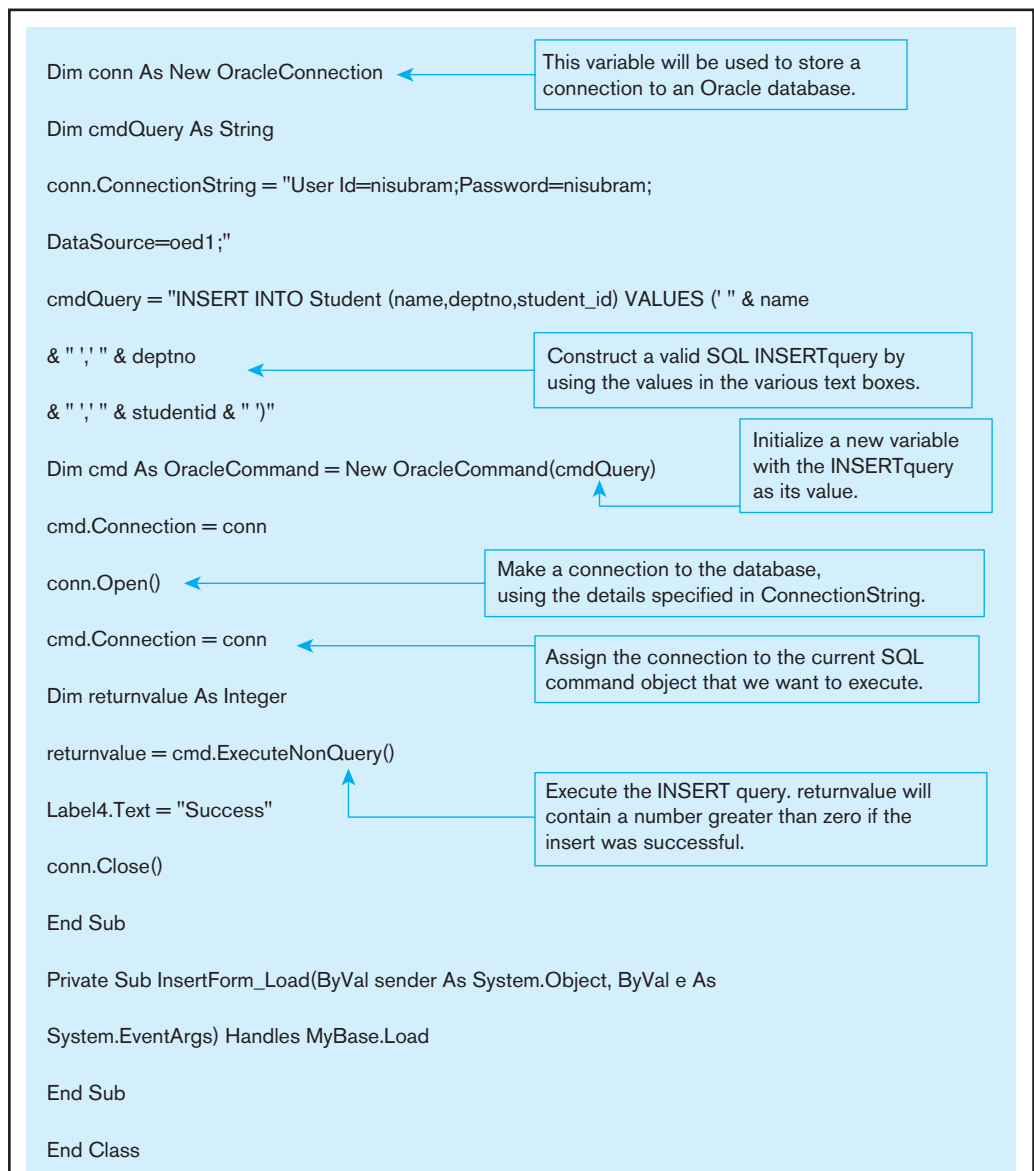 Dim conn As New OracleConnection
This variable will be used to store a
connection to an Oracle database.
Dim cmdQuery As String
conn.ConnectionString = "User Id=nisubram;Password=nisubram;
DataSource=oed1;"
cmdQuery = "INSERT INTO Student (name,deptno,student_id) VALUES (' " & name
& " ',' " & deptno
Construct a valid SQL INSERTquery by
using the values in the various text boxes.
& " ',' " & studentid & " ')"
Initialize a new variable
with the INSERTquery
as its value.
Dim cmd As OracleCommand = New OracleCommand(cmdQuery)
cmd.Connection = conn
conn.Open()
Make a connection to the database,
using the details specified in ConnectionString.
cmd.Connection = conn
Assign the connection to the current SQL
command object that we want to execute.
Dim returnvalue As Integer
returnvalue = cmd.ExecuteNonQuery()
Execute the INSERT query. returnvalue will
contain a number greater than zero if the
insert was successful.
Label4.Text = "Success"
conn.Close()
End Sub
Private Sub InsertForm_Load(ByVal sender As System.Object, ByVal e As
System.EventArgs) Handles MyBase.Load
End Sub
End Class